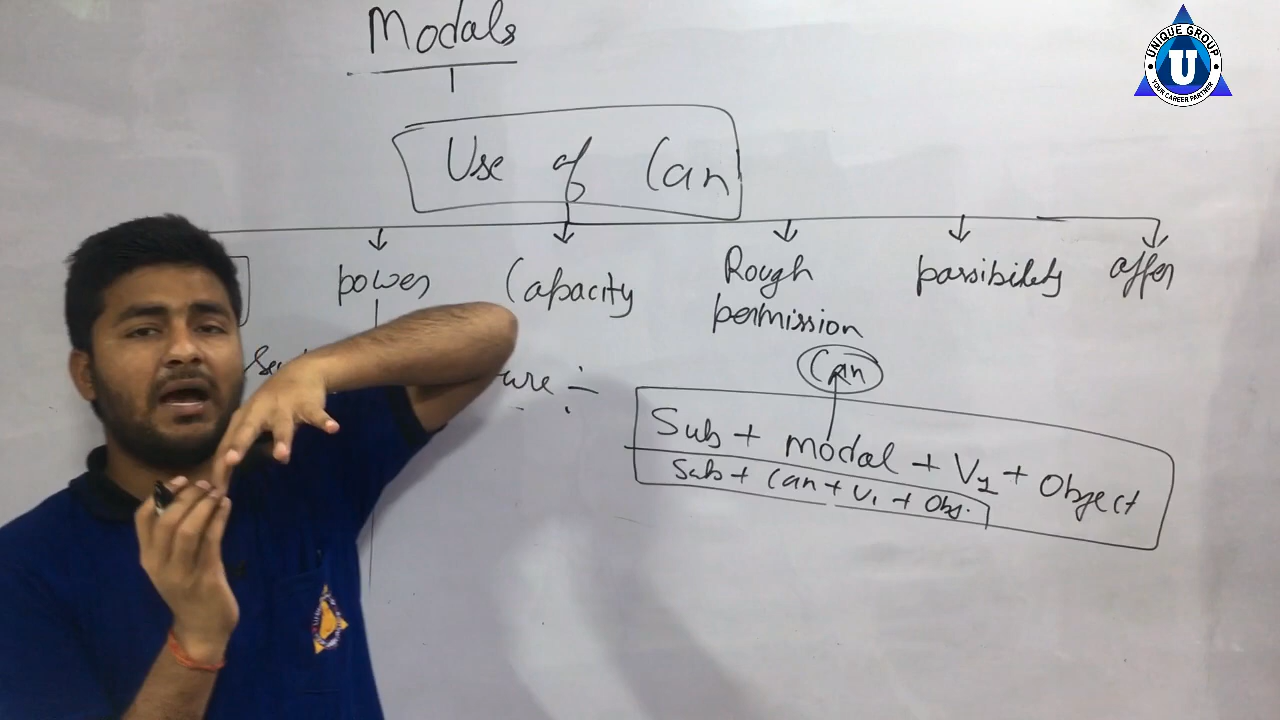 Modals
Use of Can
power
Capacity
Rough
permission
possibility
offer
Can
Sub + modal + V1 + Object
Sub + Can + V1 + Obj.
UNIQUE GROUP
U
YOUR CAREER PARTNER